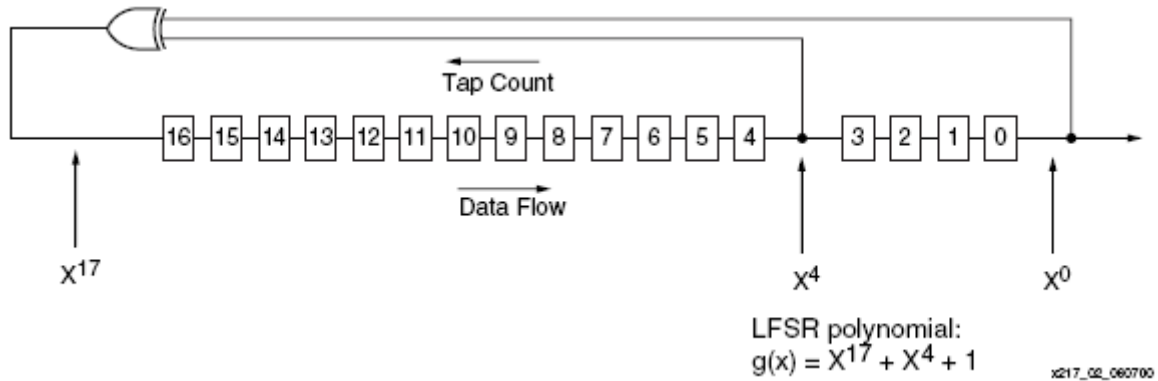 Tap Count
16 15 14 13 12 11 10 9 8 7 6 5 4 3 2 1 0
Data Flow
X¹⁷ X⁴ X⁰
LFSR polynomial:
g(x) = X¹⁷ + X⁴ + 1
x217_02_060700